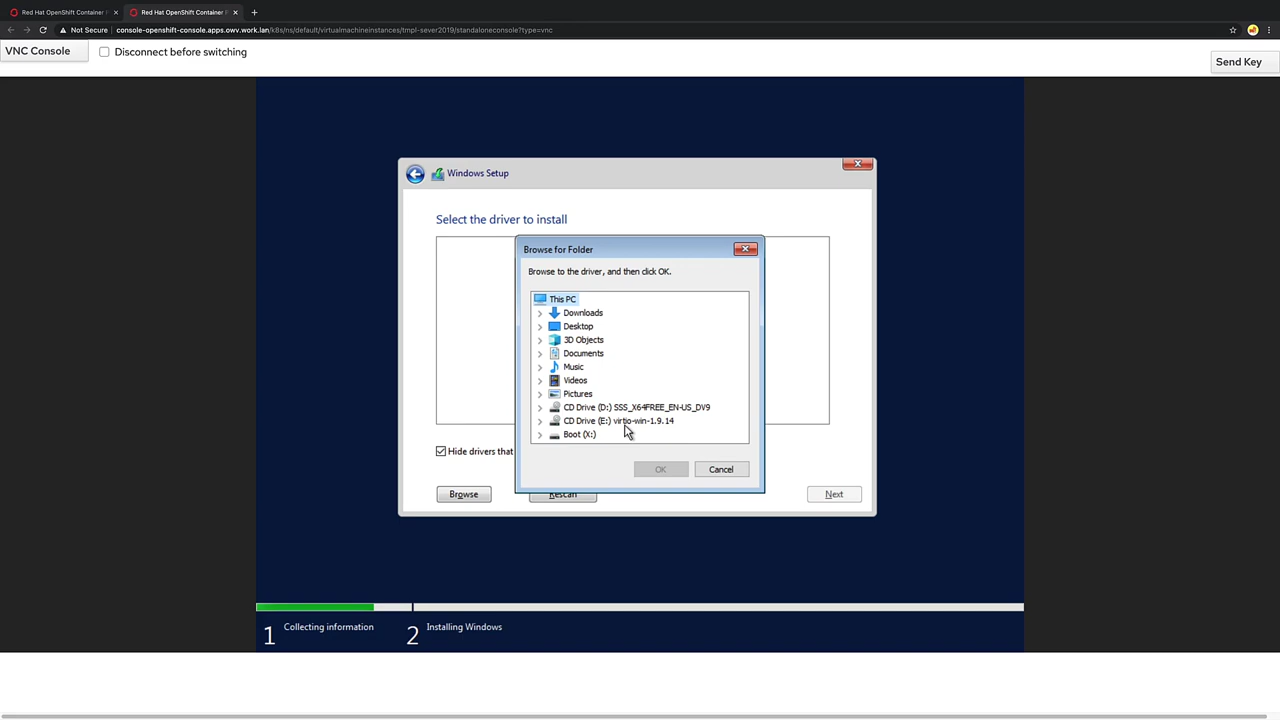 Red Hat OpenShift Container
Red Hat OpenShift Container
Not Secure
console-openshift-console.apps.owv.work.lan/k8s/ns/default/virtualmachineinstances/tmpl-sever2019/standaloneconsole?type=vnc
VNC Console
Disconnect before switching
Send Key
Windows Setup
Select the driver to install
Browse for Folder
Browse to the driver, and then click OK.
This PC
Downloads
Desktop
3D Objects
Documents
Music
Videos
Pictures
CD Drive (D:) SSS_X64FREE_EN-US_DV9
CD Drive (E:) virtio-win-1.9.14
Boot (X:)
OK
Cancel
Hide drivers that
Browse
Rescan
Next
1 Collecting information
2 Installing Windows